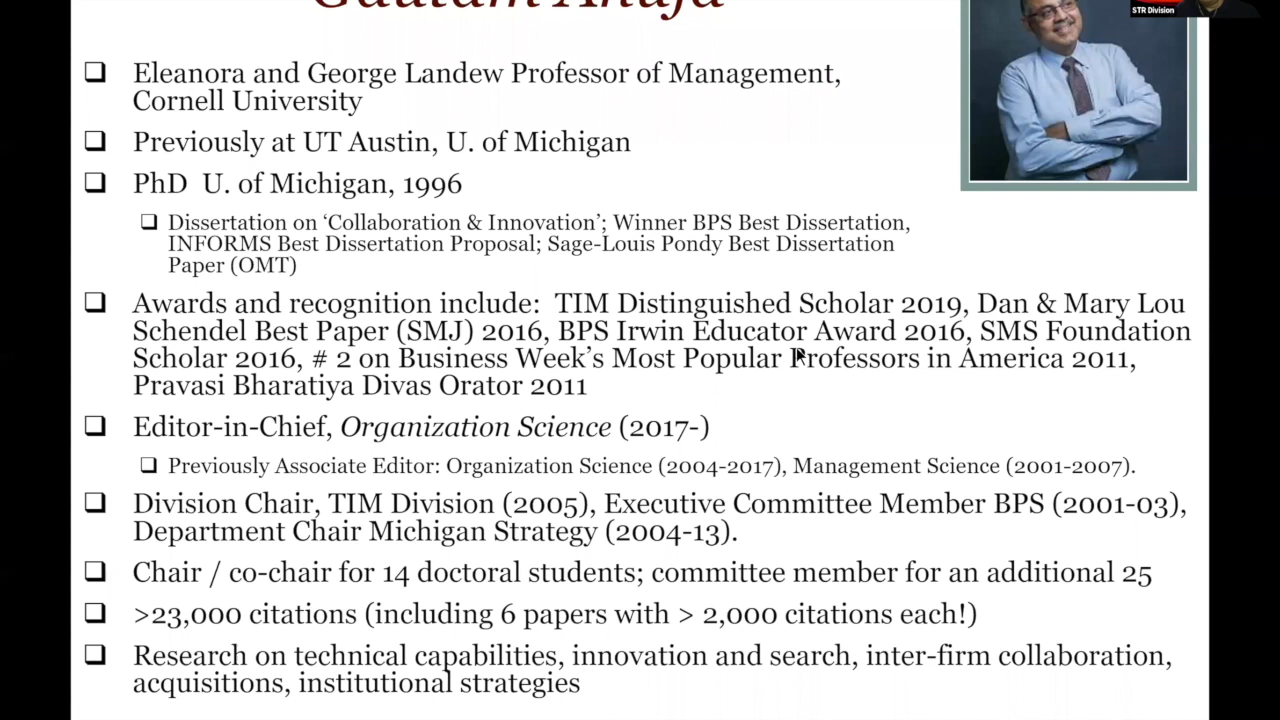 Gautam Ahuja
STR Division
❑ Eleanora and George Landew Professor of Management,
Cornell University
❑ Previously at UT Austin, U. of Michigan
❑ PhD U. of Michigan, 1996
❑ Dissertation on ‘Collaboration & Innovation’; Winner BPS Best Dissertation,
INFORMS Best Dissertation Proposal; Sage-Louis Pondy Best Dissertation
Paper (OMT)
❑ Awards and recognition include: TIM Distinguished Scholar 2019, Dan & Mary Lou
Schendel Best Paper (SMJ) 2016, BPS Irwin Educator Award 2016, SMS Foundation
Scholar 2016, # 2 on Business Week’s Most Popular Professors in America 2011,
Pravasi Bharatiya Divas Orator 2011
❑ Editor-in-Chief, Organization Science (2017-)
❑ Previously Associate Editor: Organization Science (2004-2017), Management Science (2001-2007).
❑ Division Chair, TIM Division (2005), Executive Committee Member BPS (2001-03),
Department Chair Michigan Strategy (2004-13).
❑ Chair / co-chair for 14 doctoral students; committee member for an additional 25
❑ >23,000 citations (including 6 papers with > 2,000 citations each!)
❑ Research on technical capabilities, innovation and search, inter-firm collaboration,
acquisitions, institutional strategies